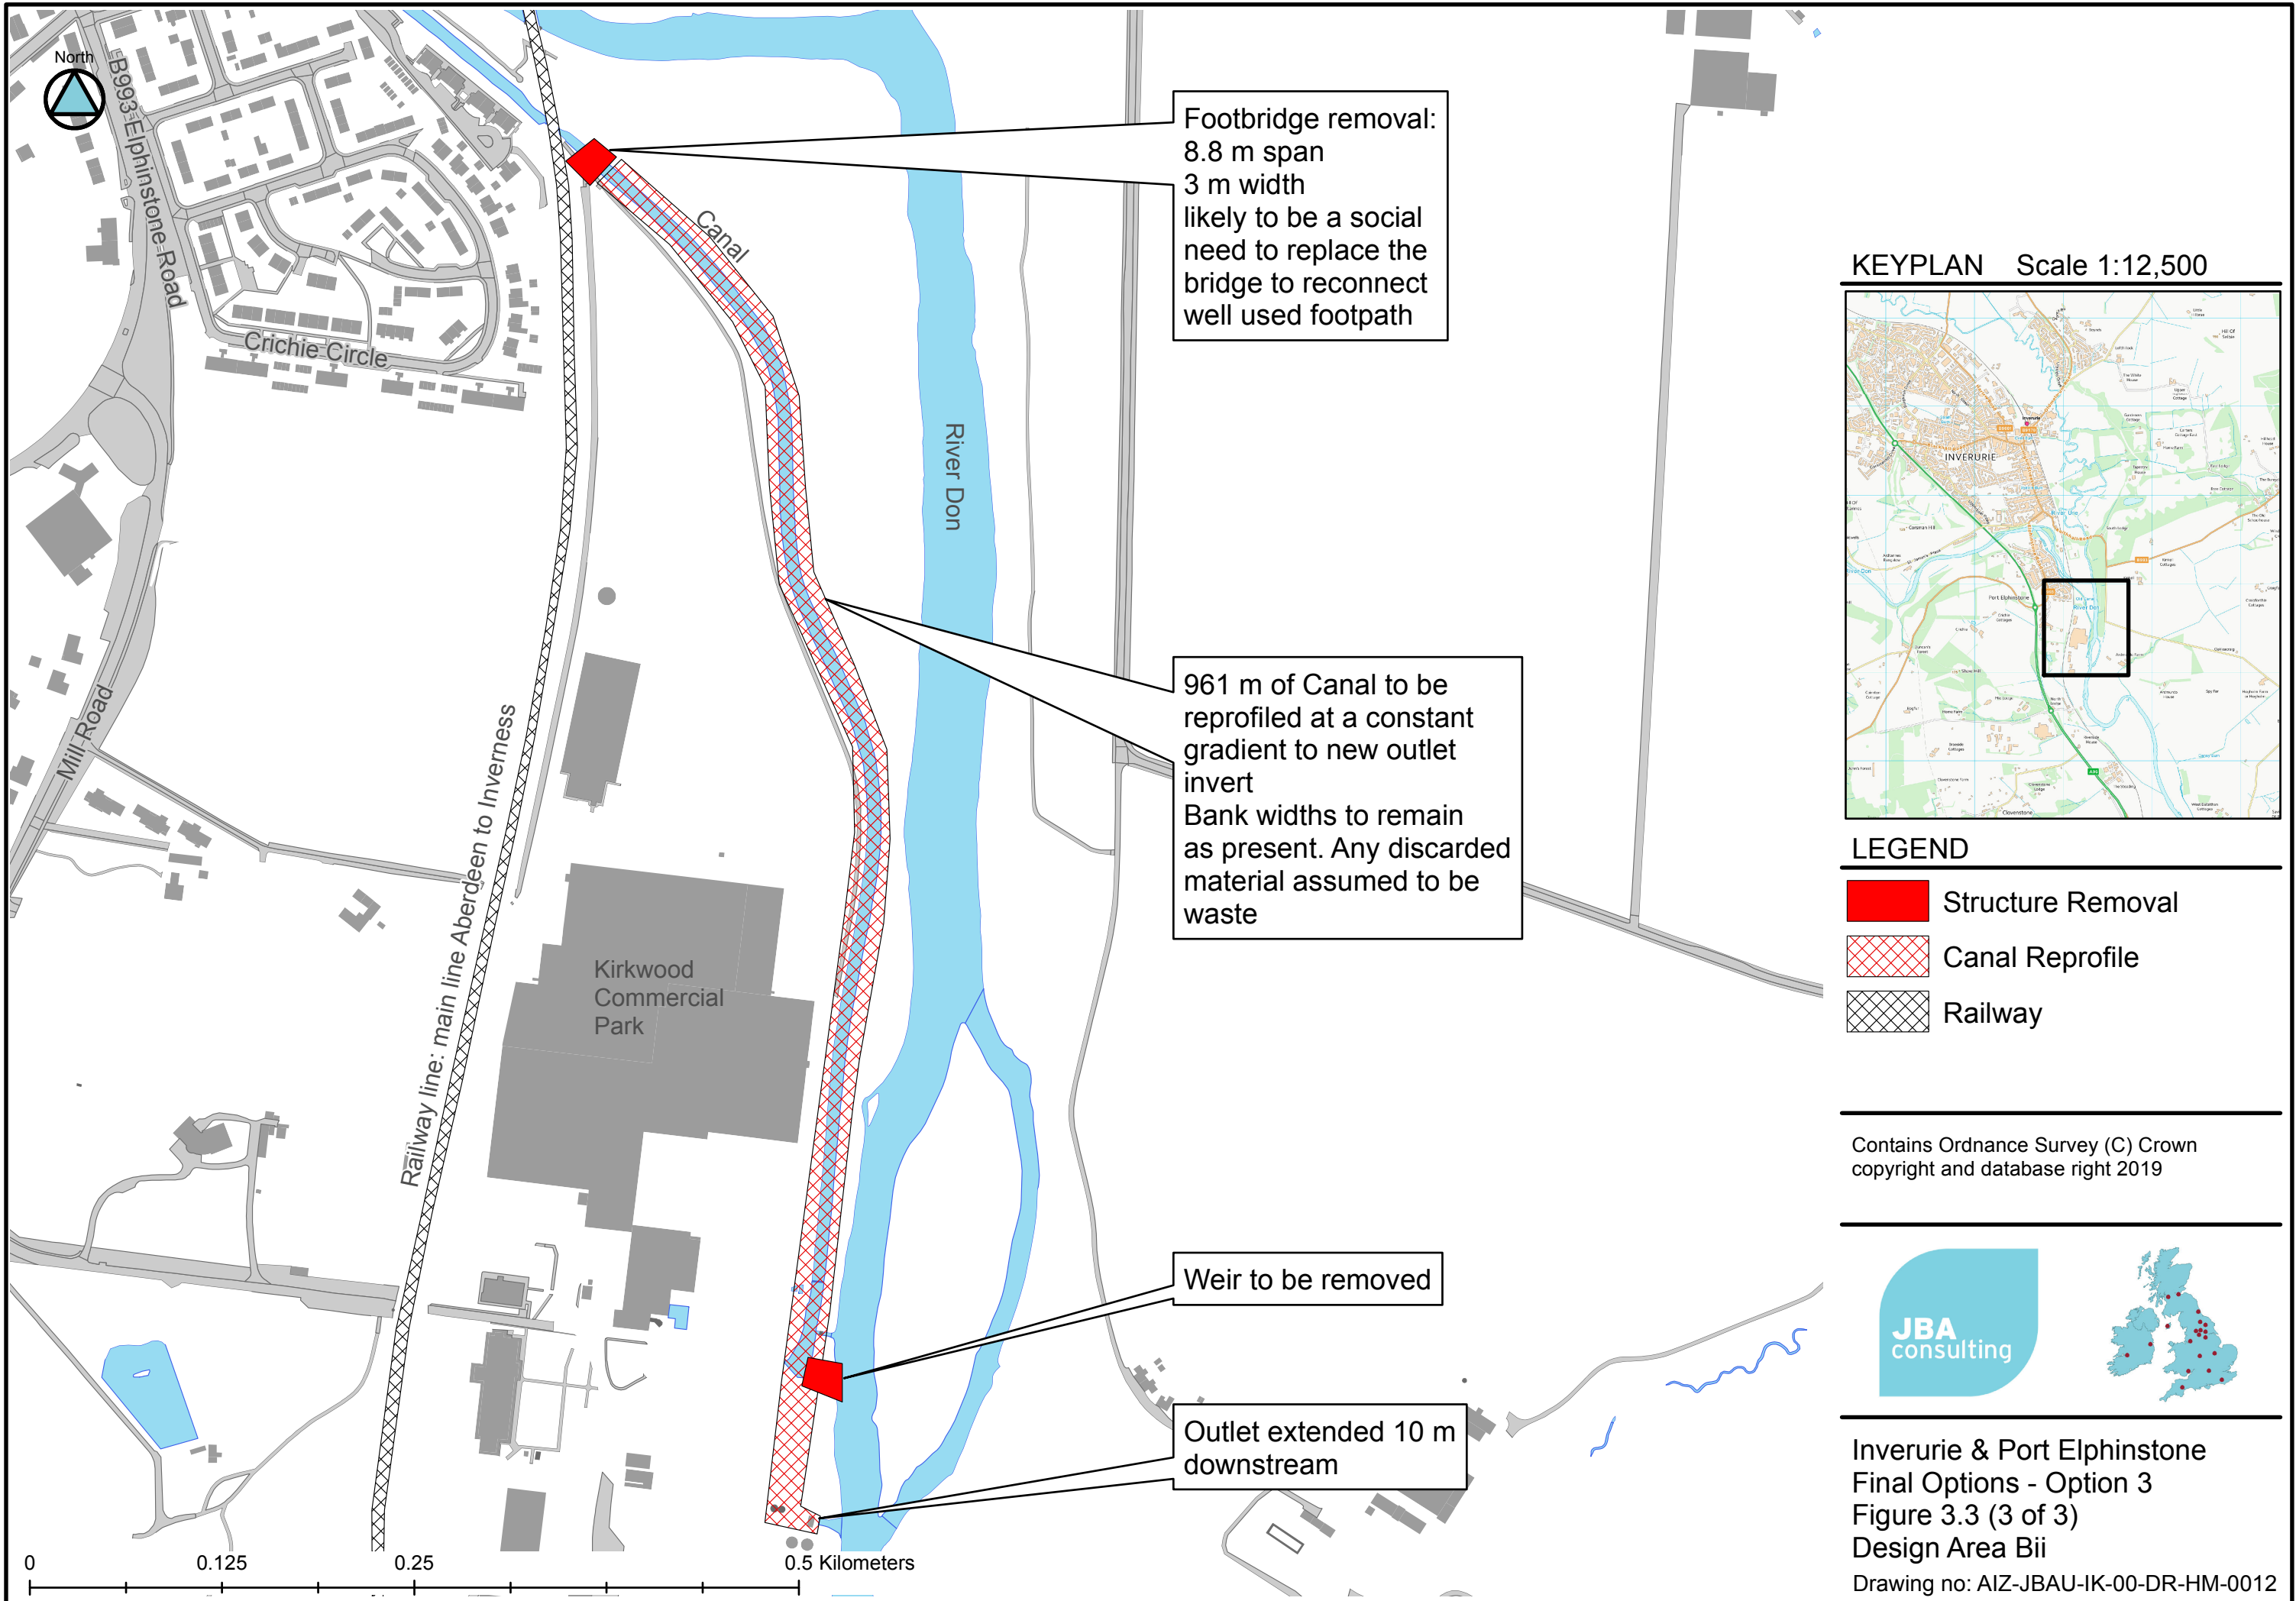 North
B993-Elphinstone-Road
Crichie Circle
Mill Road
Railway line: main line Aberdeen to Inverness
Canal
River Don
Kirkwood
Commercial
Park
Footbridge removal:
8.8 m span
3 m width
likely to be a social
need to replace the
bridge to reconnect
well used footpath
961 m of Canal to be
reprofiled at a constant
gradient to new outlet
invert
Bank widths to remain
as present. Any discarded
material assumed to be
waste
Weir to be removed
Outlet extended 10 m
downstream
0 0.125 0.25 0.5 Kilometers
KEYPLAN Scale 1:12,500
INVERURIE
Port Elphinstone
River Don
LEGEND
Structure Removal
Canal Reprofile
Railway
Contains Ordnance Survey (C) Crown
copyright and database right 2019
JBA
consulting
Inverurie & Port Elphinstone
Final Options - Option 3
Figure 3.3 (3 of 3)
Design Area Bii
Drawing no: AIZ-JBAU-IK-00-DR-HM-0012